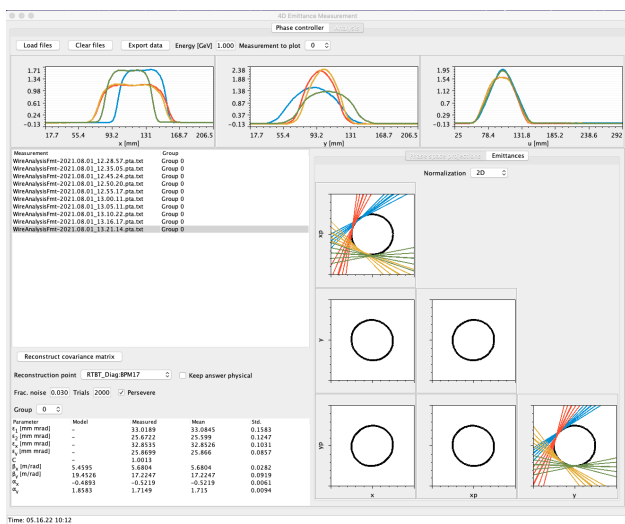 4D Emittance Measurement
Phase controller
Load files Clear files Export data Energy [GeV] 1.000 Measurement to plot 0
1.71
1.34
0.98
0.61
0.24
-0.13
17.7 55.4 93.2 131 168.7 206.5
x [mm]
2.38
1.88
1.37
0.87
0.37
-0.13
17.7 55.4 93.2 131 168.7 206.5
y [mm]
1.95
1.54
1.12
0.7
0.29
-0.13
25 78.4 131.8 185.2 238.6 292
u [mm]
Measurement Group
WireAnalysisFmt-2021.08.01_12.28.57.pta.txt Group 0
WireAnalysisFmt-2021.08.01_12.35.05.pta.txt Group 0
WireAnalysisFmt-2021.08.01_12.45.24.pta.txt Group 0
WireAnalysisFmt-2021.08.01_12.50.20.pta.txt Group 0
WireAnalysisFmt-2021.08.01_12.55.17.pta.txt Group 0
WireAnalysisFmt-2021.08.01_13.00.11.pta.txt Group 0
WireAnalysisFmt-2021.08.01_13.05.11.pta.txt Group 0
WireAnalysisFmt-2021.08.01_13.10.22.pta.txt Group 0
WireAnalysisFmt-2021.08.01_13.16.17.pta.txt Group 0
WireAnalysisFmt-2021.08.01_13.21.14.pta.txt Group 0
Reconstruct covariance matrix
Reconstruction point RTBT_Diag:BPM17 Keep answer physical
Frac. noise 0.030 Trials 2000 Persevere
Group 0
Parameter Model Measured Mean Std.
ε1 [mm mrad] – 33.0189 33.0845 0.1583
ε2 [mm mrad] – 25.6722 25.599 0.1247
εx [mm mrad] – 32.8535 32.8526 0.1031
εy [mm mrad] – 25.8699 25.866 0.0857
C – 1.0013
βx [m/rad] 5.4595 5.6804 5.6804 0.0282
βy [m/rad] 19.4526 17.2247 17.2247 0.0919
αx -0.4893 -0.5219 -0.5219 0.0061
αy 1.8583 1.7149 1.715 0.0094
Emittances
Normalization 2D
xp
y
yp
x xp y
Time: 05.16.22 10:12